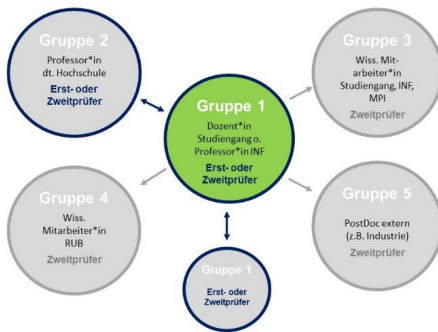 Gruppe 2
Professor*in
dt. Hochschule
Erst- oder
Zweitprüfer
Gruppe 3
Wiss. Mit-
arbeiter*in
Studiengang, INF,
MPI
Zweitprüfer
Gruppe 1
Dozent*in
Studiengang o.
Professor*in INF
Erst- oder
Zweitprüfer
Gruppe 4
Wiss.
Mitarbeiter*in
RUB
Zweitprüfer
Gruppe 5
PostDoc extern
(z.B. Industrie)
Zweitprüfer
Gruppe 1
Erst- oder
Zweitprüfer